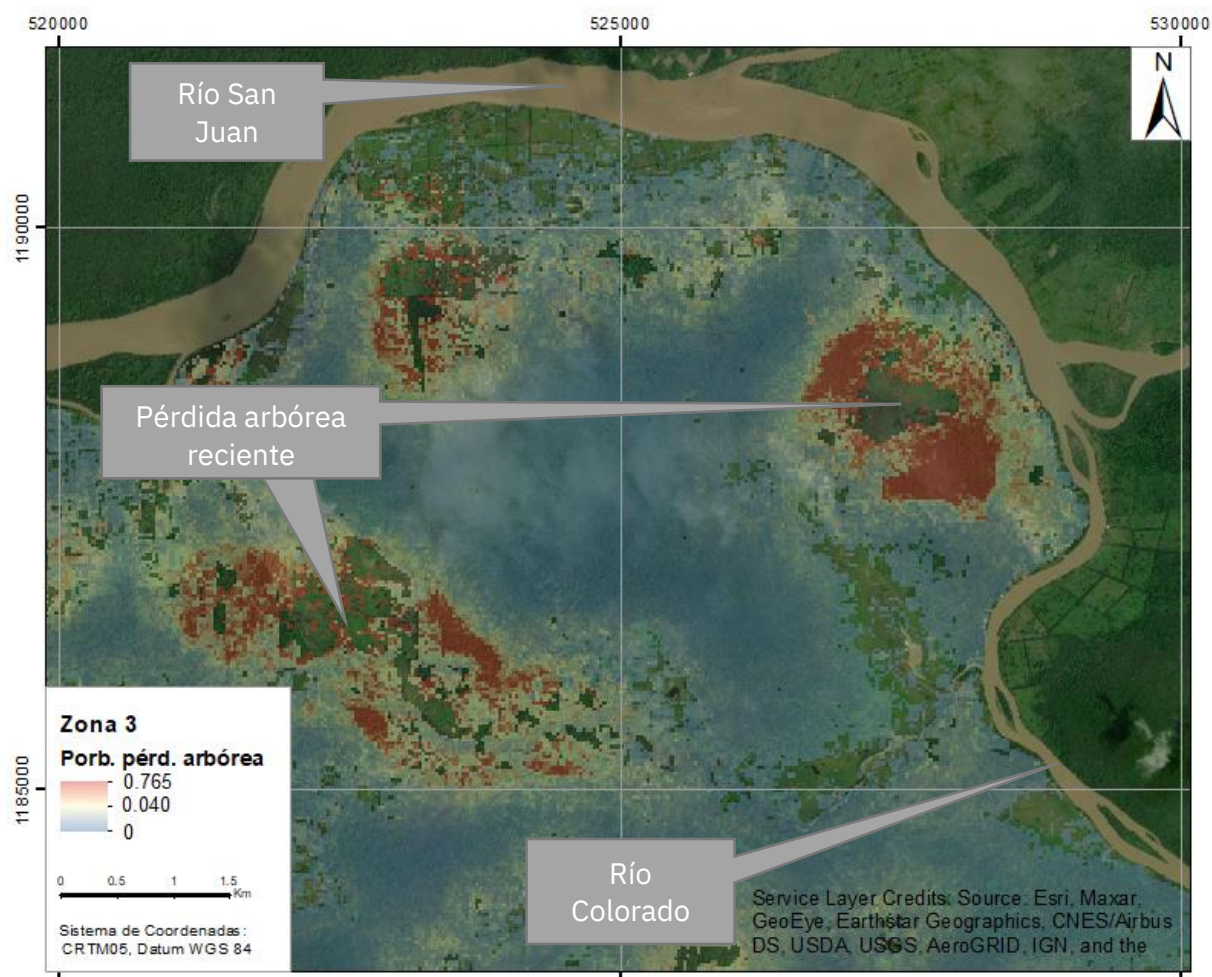 520000
525000
530000
N
Río San
Juan
1190000
Pérdida arbórea
reciente
Zona 3
Porb. pérd. arbórea
0.765
0.040
0
1185000
0 0.5 1 1.5
Km
Sistema de Coordenadas:
CRTM05, Datum WGS 84
Río
Colorado
Service Layer Credits: Source: Esri, Maxar,
GeoEye, Earthstar Geographics, CNES/Airbus
DS, USDA, USGS, AeroGRID, IGN, and the